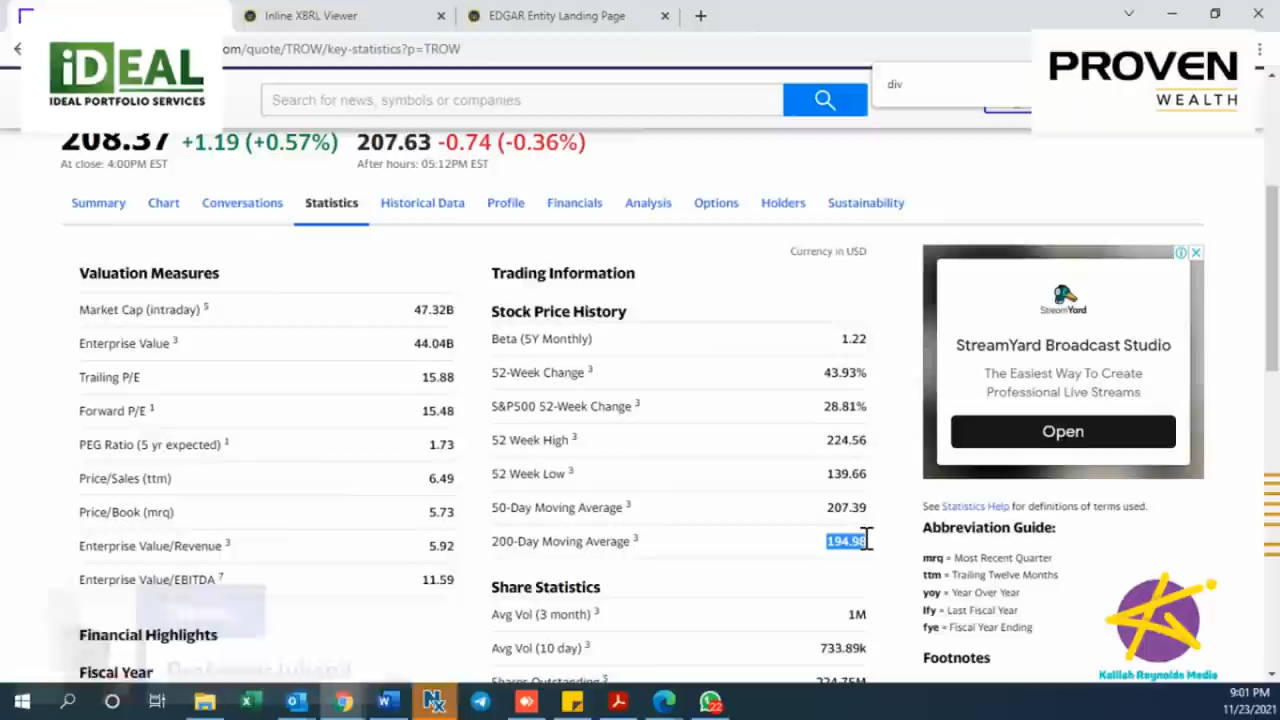 Inline XBRL Viewer
EDGAR Entity Landing Page
com/quote/TROW/key-statistics?p=TROW
iDEAL
IDEAL PORTFOLIO SERVICES
Search for news, symbols or companies
div
PROVEN
WEALTH
208.37 +1.19 (+0.57%) 207.63 -0.74 (-0.36%)
At close: 4:00PM EST After hours: 05:12PM EST
Summary Chart Conversations Statistics Historical Data Profile Financials Analysis Options Holders Sustainability
Currency in USD
Valuation Measures
Market Cap (intraday) 5 47.32B
Enterprise Value 3 44.04B
Trailing P/E 15.88
Forward P/E 1 15.48
PEG Ratio (5 yr expected) 1 1.73
Price/Sales (ttm) 6.49
Price/Book (mrq) 5.73
Enterprise Value/Revenue 3 5.92
Enterprise Value/EBITDA 7 11.59
Financial Highlights
Fiscal Year
Trading Information
Stock Price History
Beta (5Y Monthly) 1.22
52-Week Change 3 43.93%
S&P500 52-Week Change 3 28.81%
52 Week High 3 224.56
52 Week Low 3 139.66
50-Day Moving Average 3 207.39
200-Day Moving Average 3 194.98
Share Statistics
Avg Vol (3 month) 3 1M
Avg Vol (10 day) 3 733.89k
Shares Outstanding 5 224.75M
StreamYard
StreamYard Broadcast Studio
The Easiest Way To Create
Professional Live Streams
Open
See Statistics Help for definitions of terms used.
Abbreviation Guide:
mrq = Most Recent Quarter
ttm = Trailing Twelve Months
yoy = Year Over Year
lfy = Last Fiscal Year
fye = Fiscal Year Ending
Footnotes
Kalilah Reynolds Media
22
9:01 PM
11/23/2021